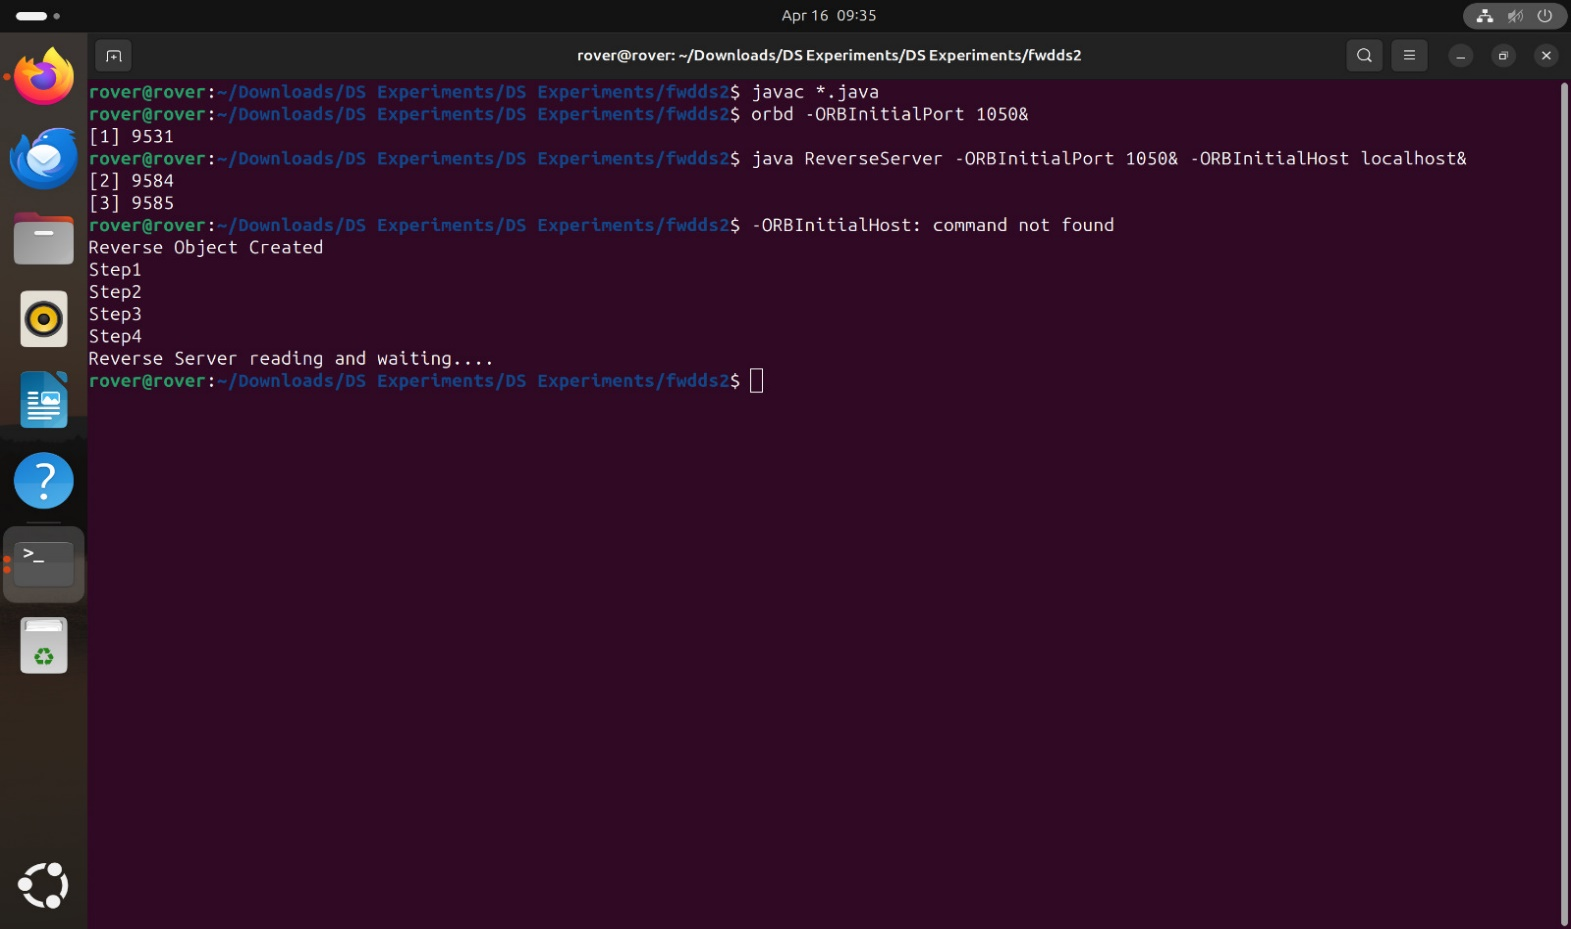 Apr 16 09:35
rover@rover: ~/Downloads/DS Experiments/DS Experiments/fwdds2
rover@rover:~/Downloads/DS Experiments/DS Experiments/fwdds2$ javac *.java
rover@rover:~/Downloads/DS Experiments/DS Experiments/fwdds2$ orbd -ORBInitialPort 1050&
[1] 9531
rover@rover:~/Downloads/DS Experiments/DS Experiments/fwdds2$ java ReverseServer -ORBInitialPort 1050& -ORBInitialHost localhost&
[2] 9584
[3] 9585
rover@rover:~/Downloads/DS Experiments/DS Experiments/fwdds2$ -ORBInitialHost: command not found
Reverse Object Created
Step1
Step2
Step3
Step4
Reverse Server reading and waiting....
rover@rover:~/Downloads/DS Experiments/DS Experiments/fwdds2$